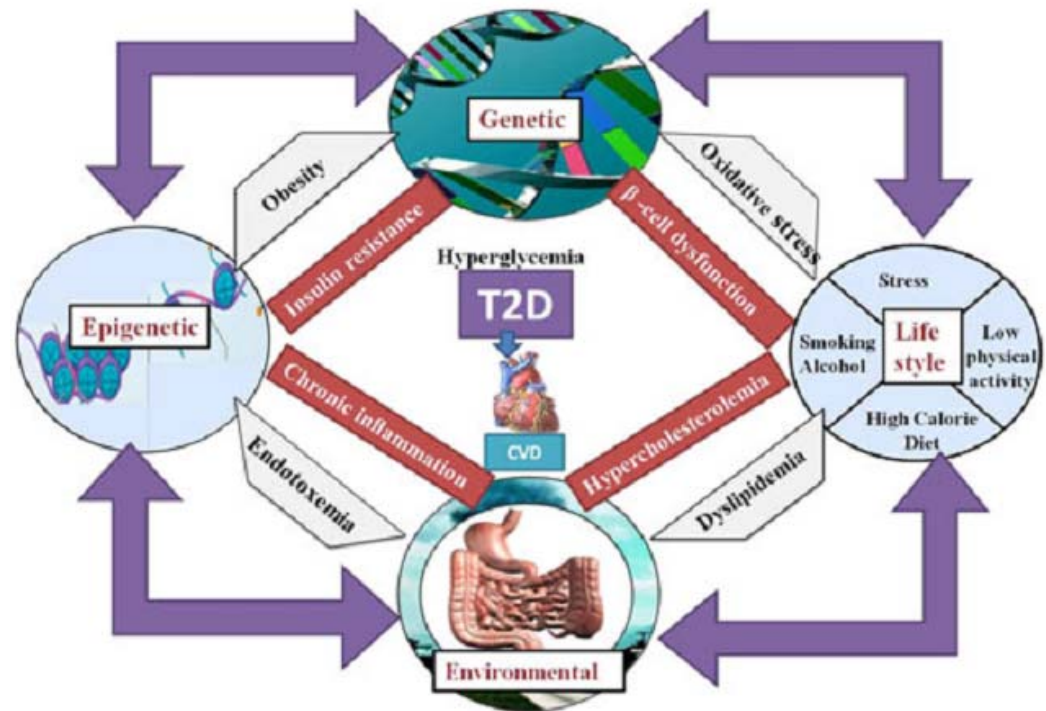 Genetic
Obesity
Oxidative stress
Insulin resistance
β -cell dysfunction
Hyperglycemia
T2D
Epigenetic
Stress
Smoking
Alcohol
Life
style
Low
physical
activity
High Calorie
Diet
Chronic inflammation
Hypercholesterolemia
CVD
Endotoxemia
Dyslipidemia
Environmental